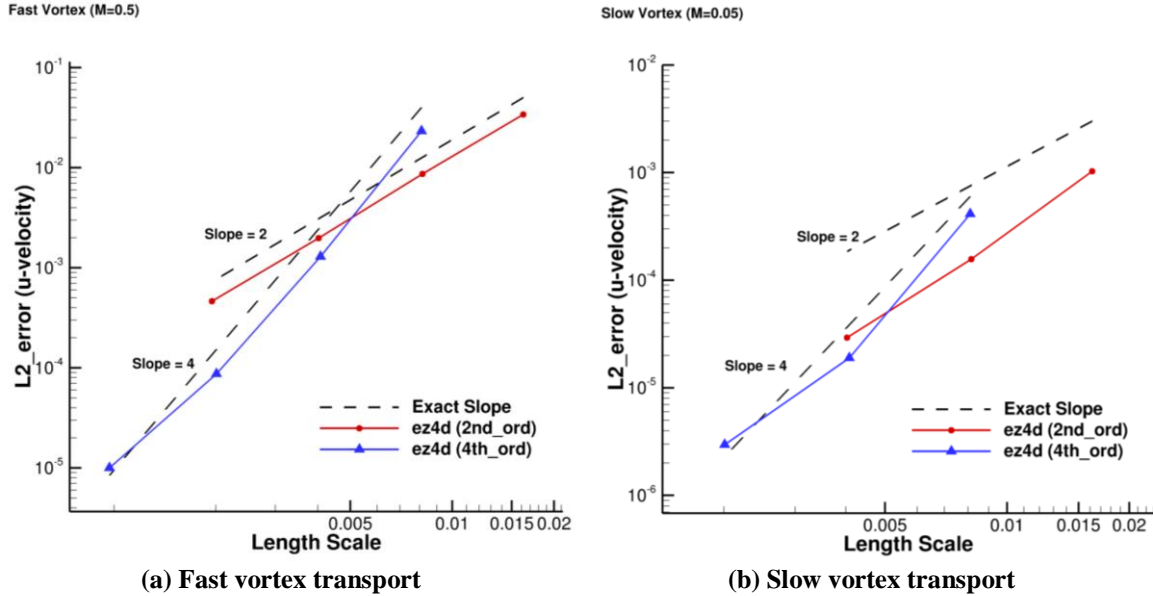 Fast Vortex (M=0.5)
10^-1
10^-2
10^-3
10^-4
10^-5
L2_error (u-velocity)
Slope = 2
Slope = 4
Exact Slope
ez4d (2nd_ord)
ez4d (4th_ord)
0.005
0.01
0.015
0.02
Length Scale
(a) Fast vortex transport
Slow Vortex (M=0.05)
10^-2
10^-3
10^-4
10^-5
10^-6
L2_error (u-velocity)
Slope = 2
Slope = 4
Exact Slope
ez4d (2nd_ord)
ez4d (4th_ord)
0.005
0.01
0.015
0.02
Length Scale
(b) Slow vortex transport